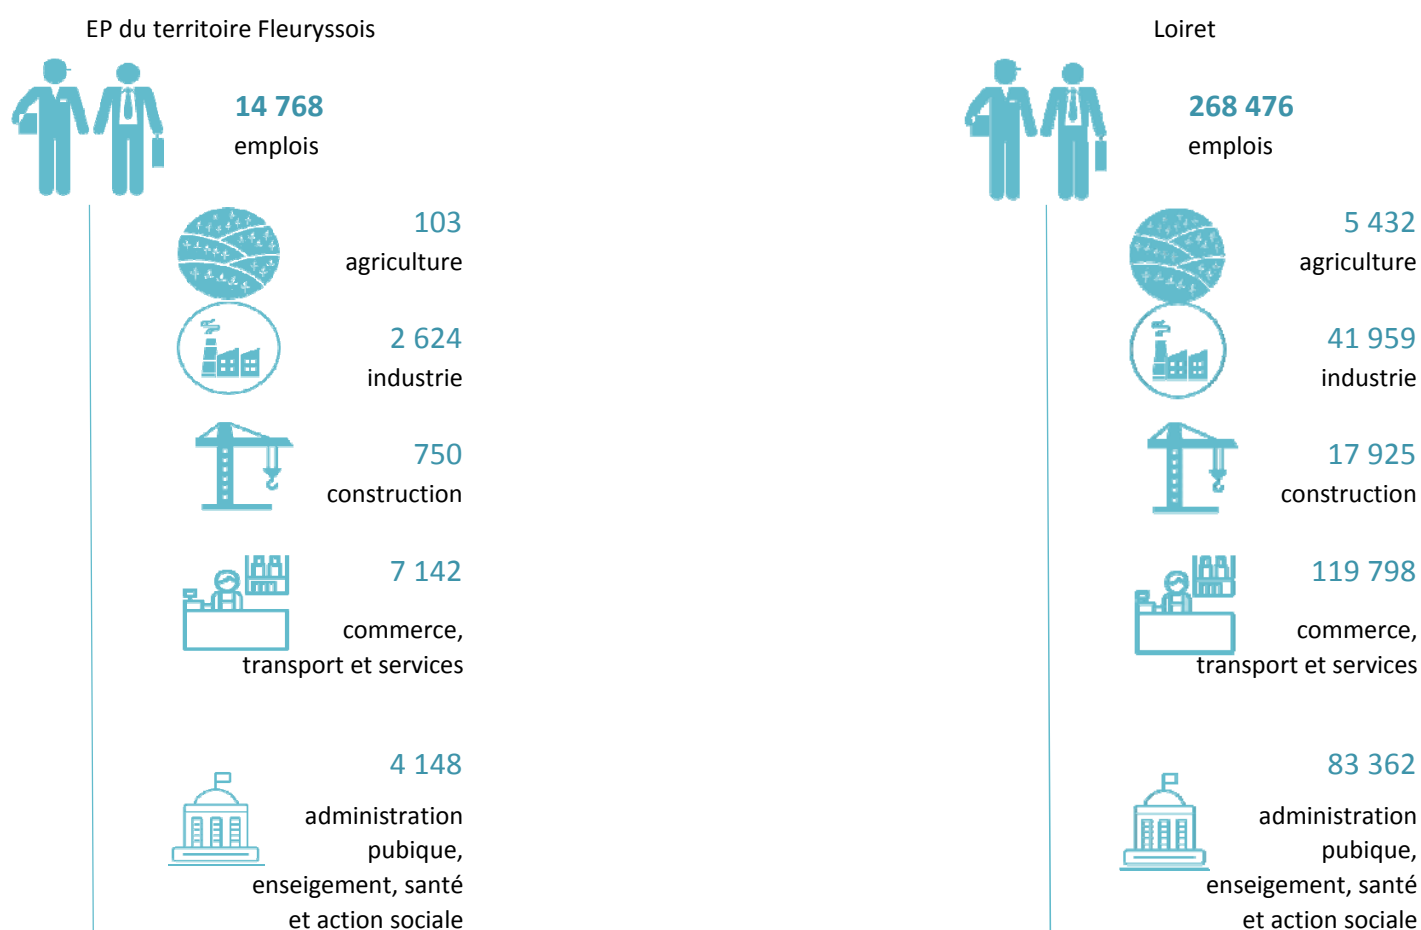 EP du territoire Fleuryssois
14 768
emplois
103
agriculture
2 624
industrie
750
construction
7 142
commerce,
transport et services
4 148
administration
pubique,
enseigement, santé
et action sociale
Loiret
268 476
emplois
5 432
agriculture
41 959
industrie
17 925
construction
119 798
commerce,
transport et services
83 362
administration
pubique,
enseigement, santé
et action sociale